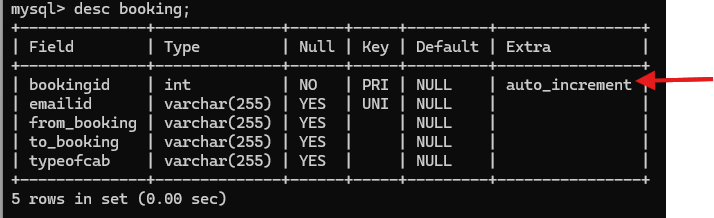 mysql> desc booking;
+--------------+--------------+------+-----+---------+----------------+
| Field        | Type         | Null | Key | Default | Extra          |
+--------------+--------------+------+-----+---------+----------------+
| bookingid    | int          | NO   | PRI | NULL    | auto_increment |
| emailid      | varchar(255) | YES  | UNI | NULL    |                |
| from_booking | varchar(255) | YES  |     | NULL    |                |
| to_booking   | varchar(255) | YES  |     | NULL    |                |
| typeofcab    | varchar(255) | YES  |     | NULL    |                |
+--------------+--------------+------+-----+---------+----------------+
5 rows in set (0.00 sec)